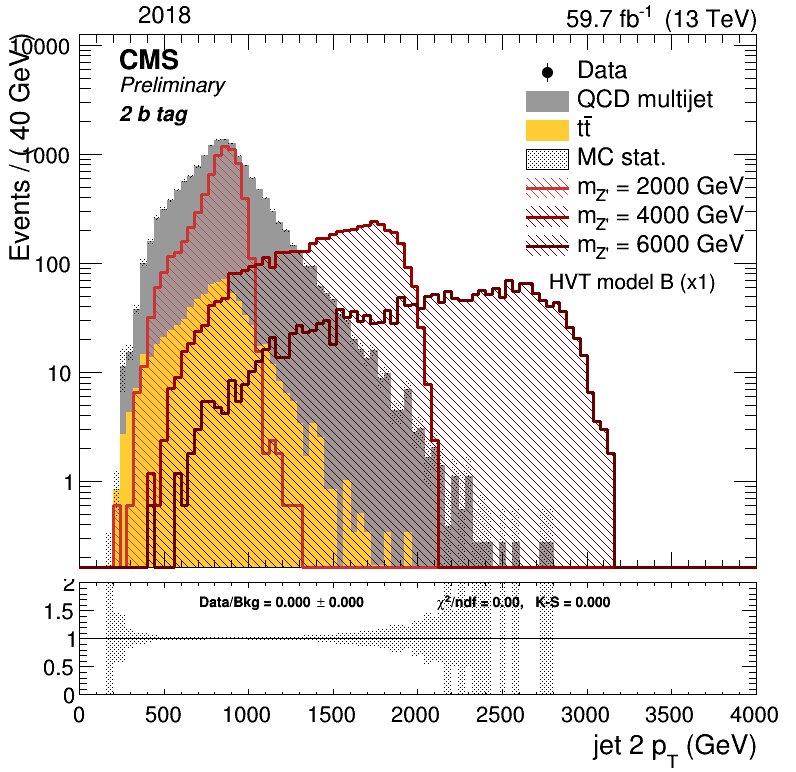 2018
59.7 fb⁻¹ (13 TeV)
CMS
Preliminary
2 b tag
Data
QCD multijet
tt̄
MC stat.
m_Z' = 2000 GeV
m_Z' = 4000 GeV
m_Z' = 6000 GeV
HVT model B (x1)
Events / ( 40 GeV)
10000
1000
100
10
1
Data/Bkg = 0.000 ± 0.000
χ²/ndf = 0.00, K-S = 0.000
2
1.5
1
0.5
0
0 500 1000 1500 2000 2500 3000 3500 4000
jet 2 p_T (GeV)